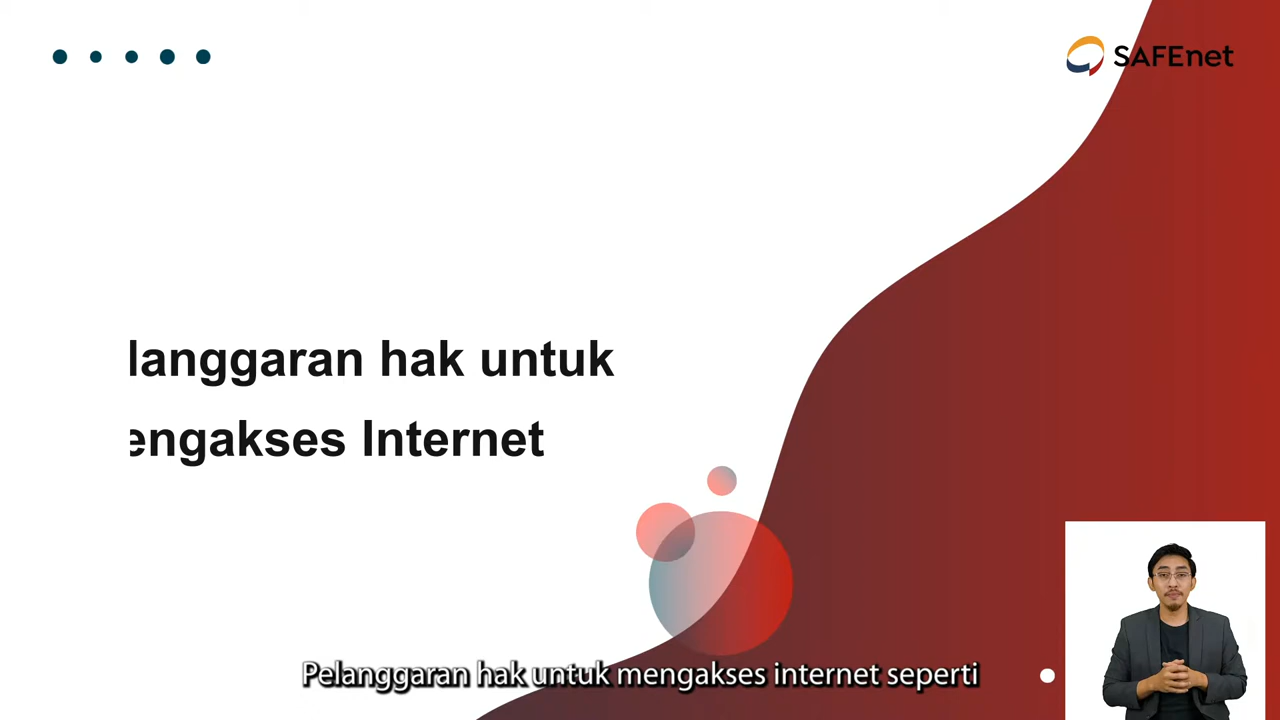 SAFEnet
langgaran hak untuk
engakses Internet
Pelanggaran hak untuk mengakses internet seperti